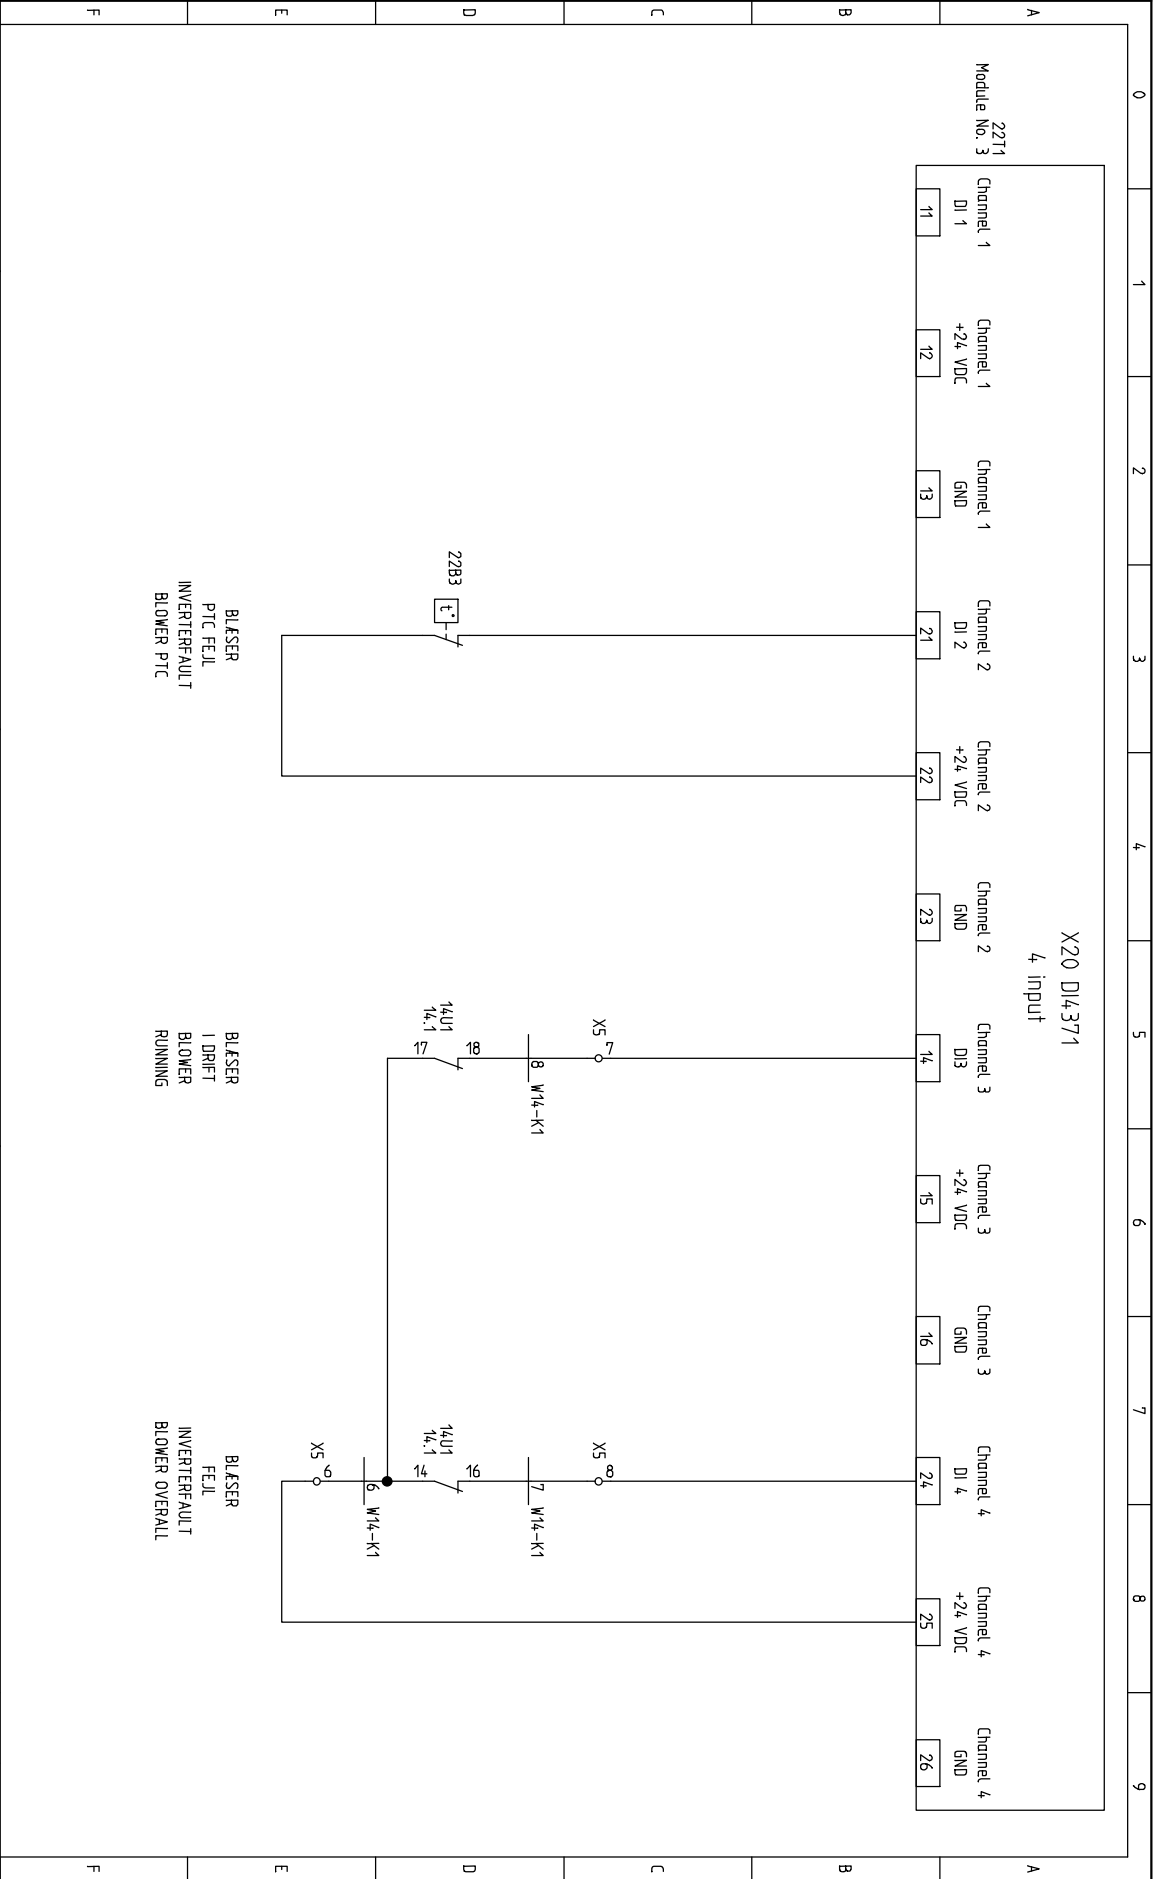 0 1 2 3 4 5 6 7 8 9
A
B
C
D
E
F
A
B
C
D
E
F
X20 DI4371
4 input
22T1
Module No. 3
Channel 1
DI 1
11
Channel 1
+24 VDC
12
Channel 1
GND
13
Channel 2
DI 2
21
Channel 2
+24 VDC
22
Channel 2
GND
23
Channel 3
DI3
14
Channel 3
+24 VDC
15
Channel 3
GND
16
Channel 4
DI 4
24
Channel 4
+24 VDC
25
Channel 4
GND
26
22B3
t°
X5
7
8 W14-K1
14U1
14.1
18
17
X5
8
7 W14-K1
14U1
14.1
16
14
6 W14-K1
X5
6
BLÆSER
PTC FEJL
INVERTERFAULT
BLOWER PTC
BLÆSER
I DRIFT
BLOWER
RUNNING
BLÆSER
FEJL
INVERTERFAULT
BLOWER OVERALL